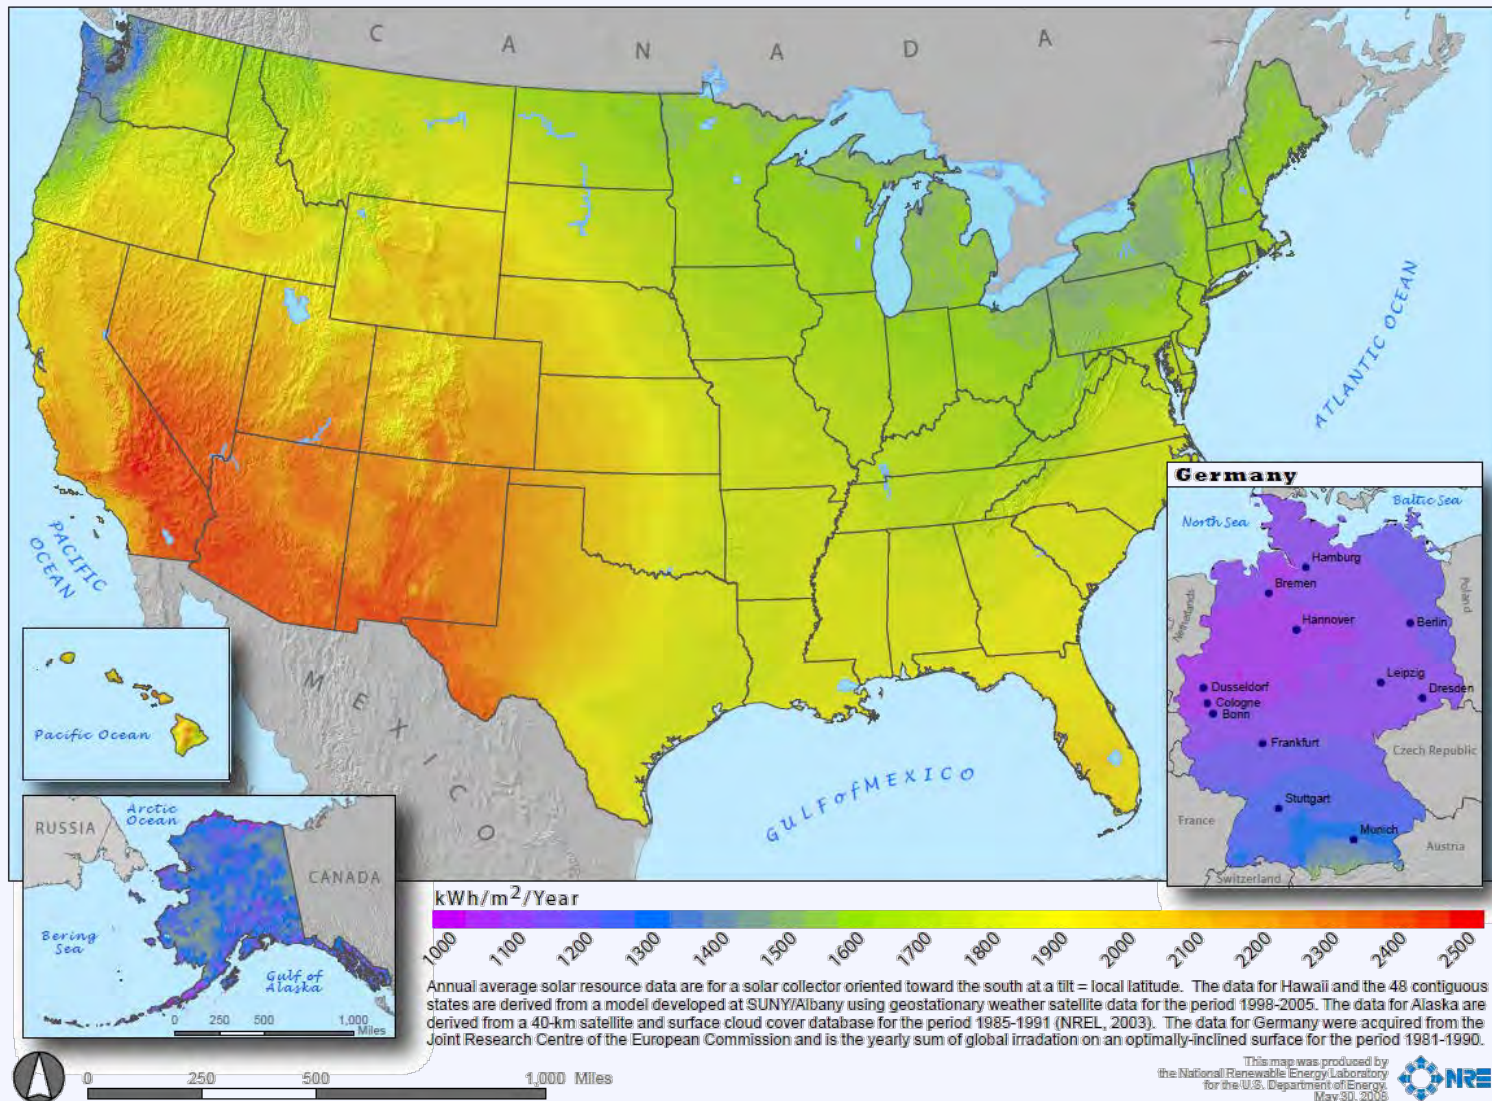 C A N A D A
ATLANTIC OCEAN
PACIFIC
OCEAN
MEXICO
GULF of MEXICO
Pacific Ocean
Arctic
Ocean
RUSSIA
CANADA
Bering
Sea
Gulf of
Alaska
0 250 500 1,000
Miles
Germany
Baltic Sea
North Sea
Hamburg
Bremen
Netherlands
Poland
Hannover
Berlin
Leipzig
Dusseldorf
Dresden
Cologne
Bonn
Frankfurt
Czech Republic
Stuttgart
France
Munich
Austria
Switzerland
kWh/m²/Year
1000 1100 1200 1300 1400 1500 1600 1700 1800 1900 2000 2100 2200 2300 2400 2500
Annual average solar resource data are for a solar collector oriented toward the south at a tilt = local latitude. The data for Hawaii and the 48 contiguous
states are derived from a model developed at SUNY/Albany using geostationary weather satellite data for the period 1998-2005. The data for Alaska are
derived from a 40-km satellite and surface cloud cover database for the period 1985-1991 (NREL, 2003). The data for Germany were acquired from the
Joint Research Centre of the European Commission and is the yearly sum of global irradation on an optimally-inclined surface for the period 1981-1990.
0 250 500 1,000 Miles
This map was produced by
the National Renewable Energy Laboratory
for the U.S. Department of Energy.
May 30, 2008
NRE